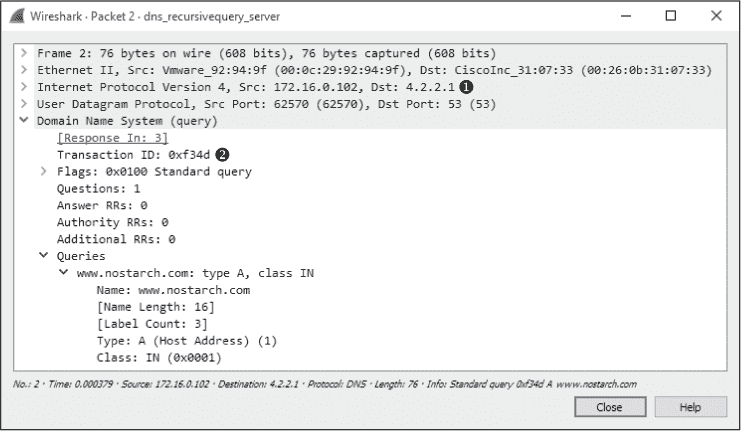 Wireshark · Packet 2 · dns_recursivequery_server
Frame 2: 76 bytes on wire (608 bits), 76 bytes captured (608 bits)
Ethernet II, Src: Vmware_92:94:9f (00:0c:29:92:94:9f), Dst: CiscoInc_31:07:33 (00:26:0b:31:07:33)
Internet Protocol Version 4, Src: 172.16.0.102, Dst: 4.2.2.1 ❶
User Datagram Protocol, Src Port: 62570 (62570), Dst Port: 53 (53)
Domain Name System (query)
[Response In: 3]
Transaction ID: 0xf34d ❷
Flags: 0x0100 Standard query
Questions: 1
Answer RRs: 0
Authority RRs: 0
Additional RRs: 0
Queries
www.nostarch.com: type A, class IN
Name: www.nostarch.com
[Name Length: 16]
[Label Count: 3]
Type: A (Host Address) (1)
Class: IN (0x0001)
No.: 2 · Time: 0.000379 · Source: 172.16.0.102 · Destination: 4.2.2.1 · Protocol: DNS · Length: 76 · Info: Standard query 0xf34d A www.nostarch.com
Close Help